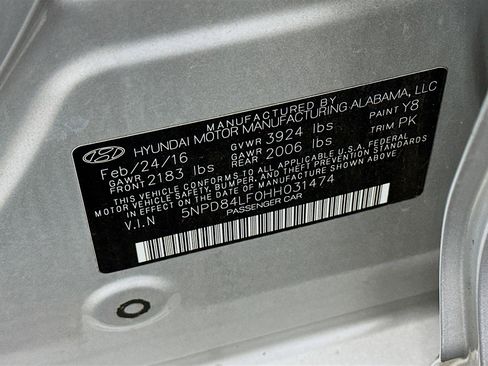 MANUFACTURED BY
HYUNDAI MOTOR MANUFACTURING ALABAMA, LLC
Feb/24/16 GVWR 3924 lbs PAINT Y8
GAWR FRONT 2183 lbs GAWR REAR 2006 lbs TRIM PK
THIS VEHICLE CONFORMS TO ALL APPLICABLE U.S.A. FEDERAL
MOTOR VEHICLE SAFETY, BUMPER, AND THEFT PREVENTION STANDARDS
IN EFFECT ON THE DATE OF MANUFACTURE SHOWN ABOVE.
V.I.N 5NPD84LF0HH031474
PASSENGER CAR